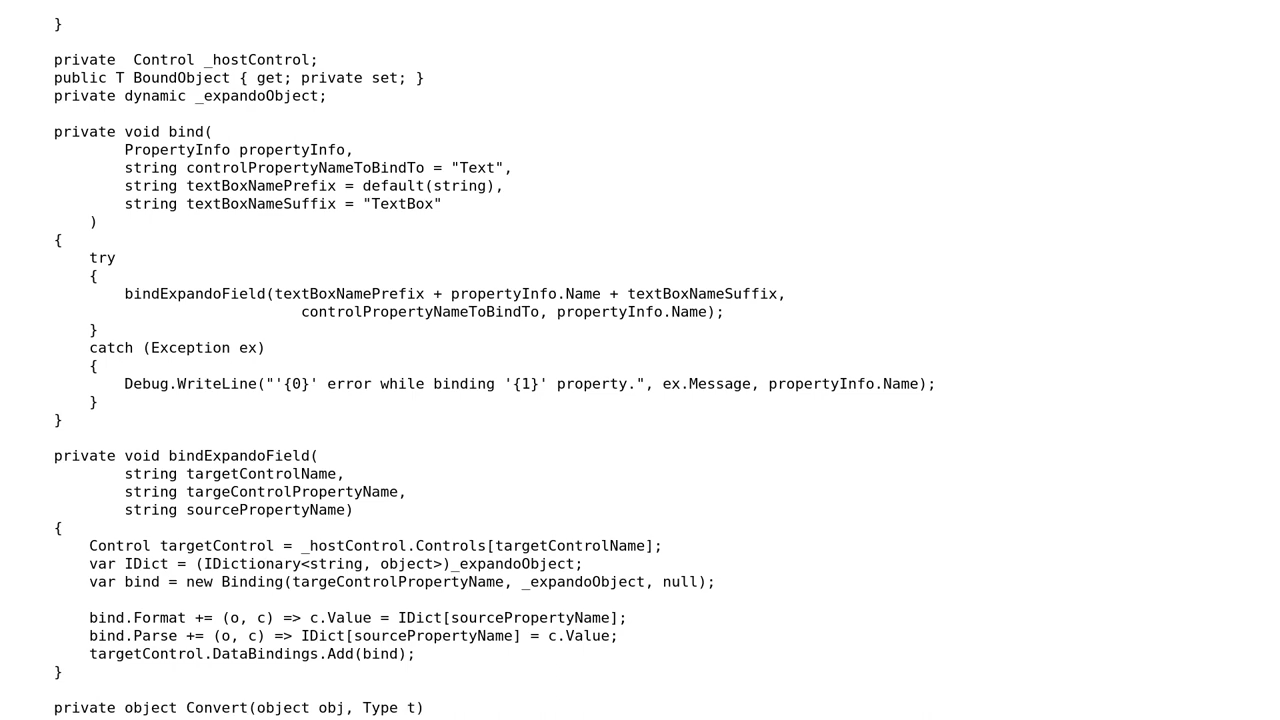 }
private  Control _hostControl;
public T BoundObject { get; private set; }
private dynamic _expandoObject;
private void bind(
PropertyInfo propertyInfo,
string controlPropertyNameToBindTo = "Text",
string textBoxNamePrefix = default(string),
string textBoxNameSuffix = "TextBox"
)
{
try
{
bindExpandoField(textBoxNamePrefix + propertyInfo.Name + textBoxNameSuffix,
controlPropertyNameToBindTo, propertyInfo.Name);
}
catch (Exception ex)
{
Debug.WriteLine("'{0}' error while binding '{1}' property.", ex.Message, propertyInfo.Name);
}
}
private void bindExpandoField(
string targetControlName,
string targeControlPropertyName,
string sourcePropertyName)
{
Control targetControl = _hostControl.Controls[targetControlName];
var IDict = (IDictionary<string, object>)_expandoObject;
var bind = new Binding(targeControlPropertyName, _expandoObject, null);
bind.Format += (o, c) => c.Value = IDict[sourcePropertyName];
bind.Parse += (o, c) => IDict[sourcePropertyName] = c.Value;
targetControl.DataBindings.Add(bind);
}
private object Convert(object obj, Type t)